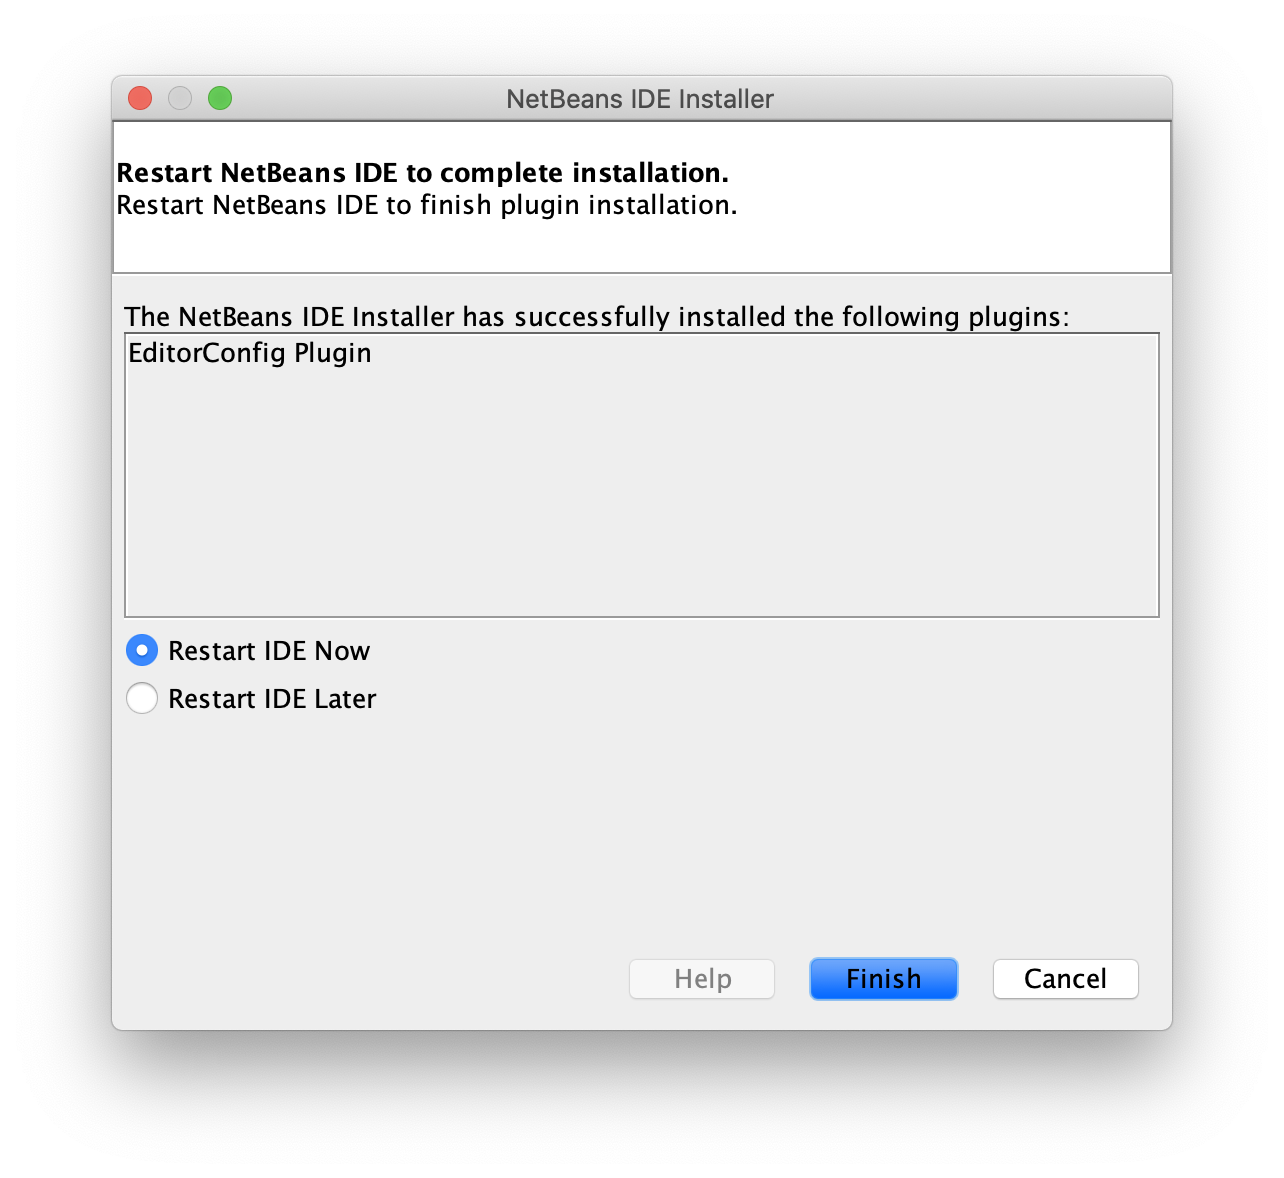 NetBeans IDE Installer
Restart NetBeans IDE to complete installation.
Restart NetBeans IDE to finish plugin installation.
The NetBeans IDE Installer has successfully installed the following plugins:
EditorConfig Plugin
Restart IDE Now
Restart IDE Later
Help
Finish
Cancel